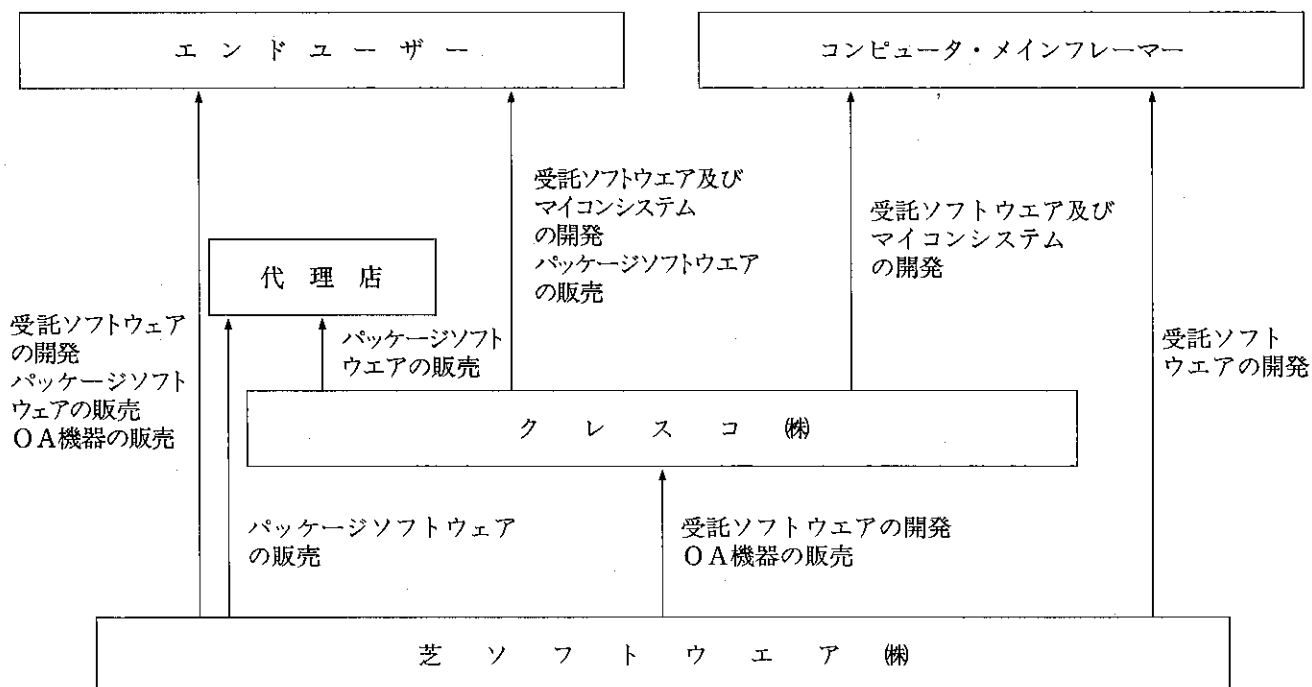 エンドユーザー
コンピュータ・メインフレーマー
受託ソフトウエア及び
マイコンシステム
の開発
パッケージソフトウエア
の販売
受託ソフトウエア及び
マイコンシステム
の開発
代理店
受託ソフトウェア
の開発
パッケージソフト
ウェアの販売
OA機器の販売
パッケージソフト
ウエアの販売
受託ソフト
ウエアの開発
クレスコ㈱
パッケージソフトウェア
の販売
受託ソフトウエアの開発
OA機器の販売
芝ソフトウエア㈱